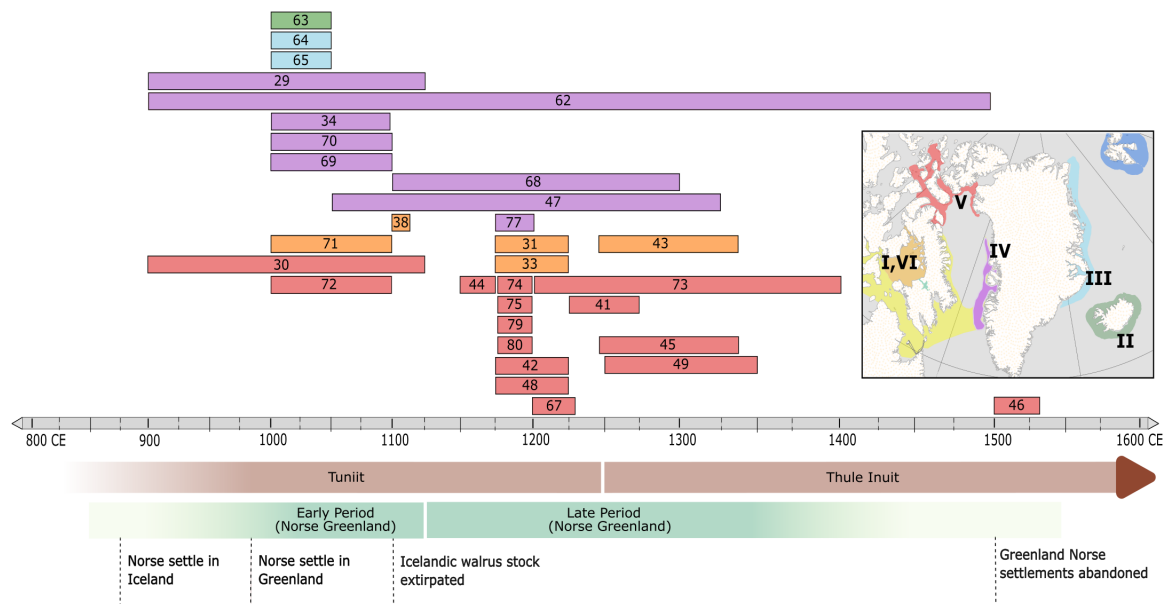 63
64
65
29
62
34
70
69
68
47
38
77
71
31
43
33
30
72
44
74
73
75
41
79
80
45
42
49
48
67
46
I,VI
V
IV
III
II
800 CE
900
1000
1100
1200
1300
1400
1500
1600 CE
Tuniit
Thule Inuit
Early Period
(Norse Greenland)
Late Period
(Norse Greenland)
Norse settle in
Iceland
Norse settle in
Greenland
Icelandic walrus stock
extirpated
Greenland Norse
settlements abandoned